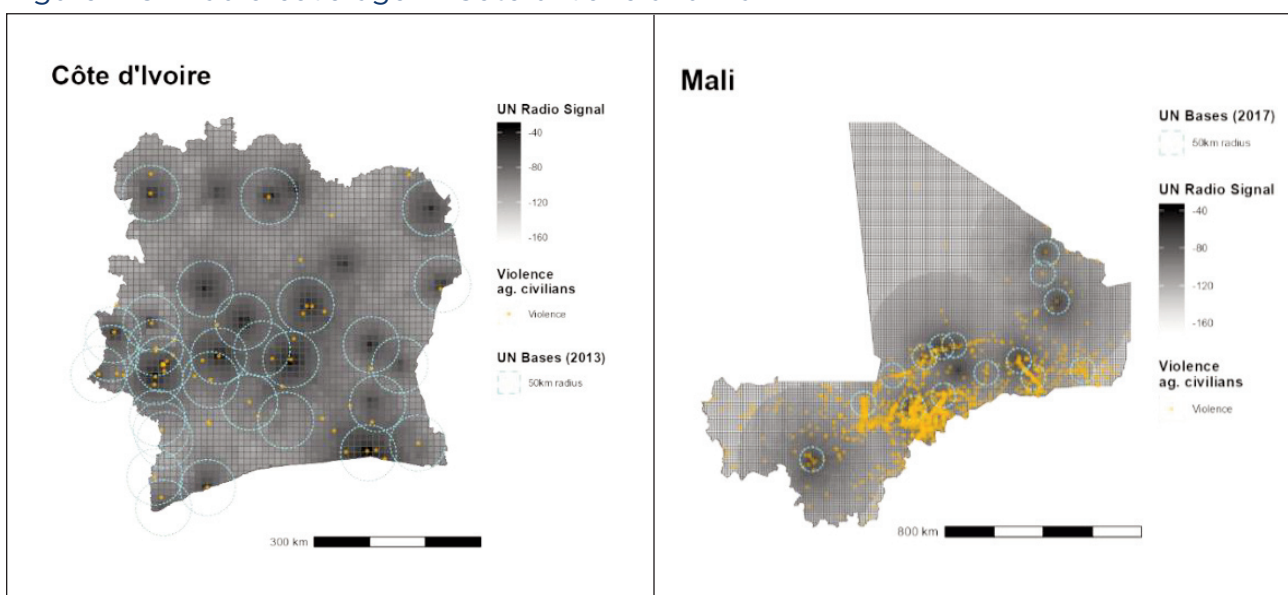 Côte d'Ivoire
UN Radio Signal
-40
-80
-120
-160
Violence
ag. civilians
Violence
UN Bases (2013)
50km radius
300 km
Mali
UN Bases (2017)
50km radius
UN Radio Signal
-40
-80
-120
-160
Violence
ag. civilians
Violence
800 km